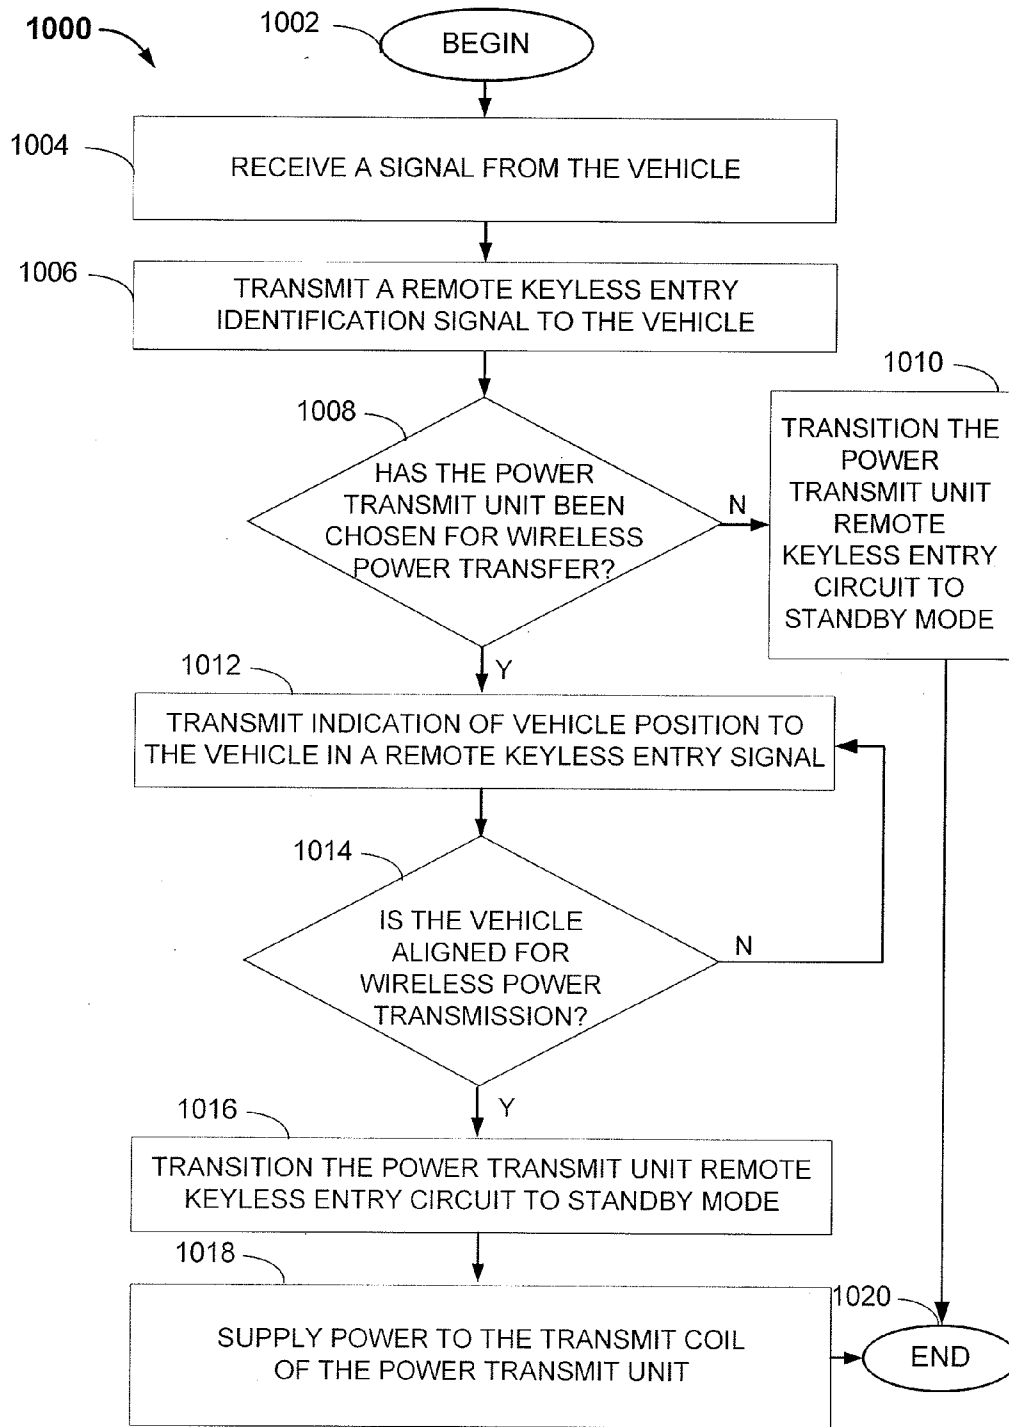 1000
1002
BEGIN
1004
RECEIVE A SIGNAL FROM THE VEHICLE
1006
TRANSMIT A REMOTE KEYLESS ENTRY
IDENTIFICATION SIGNAL TO THE VEHICLE
1008
HAS THE POWER
TRANSMIT UNIT BEEN
CHOSEN FOR WIRELESS
POWER TRANSFER?
N
1010
TRANSITION THE
POWER
TRANSMIT UNIT
REMOTE
KEYLESS ENTRY
CIRCUIT TO
STANDBY MODE
Y
1012
TRANSMIT INDICATION OF VEHICLE POSITION TO
THE VEHICLE IN A REMOTE KEYLESS ENTRY SIGNAL
1014
IS THE VEHICLE
ALIGNED FOR
WIRELESS POWER
TRANSMISSION?
N
Y
1016
TRANSITION THE POWER TRANSMIT UNIT REMOTE
KEYLESS ENTRY CIRCUIT TO STANDBY MODE
1018
SUPPLY POWER TO THE TRANSMIT COIL
OF THE POWER TRANSMIT UNIT
1020
END